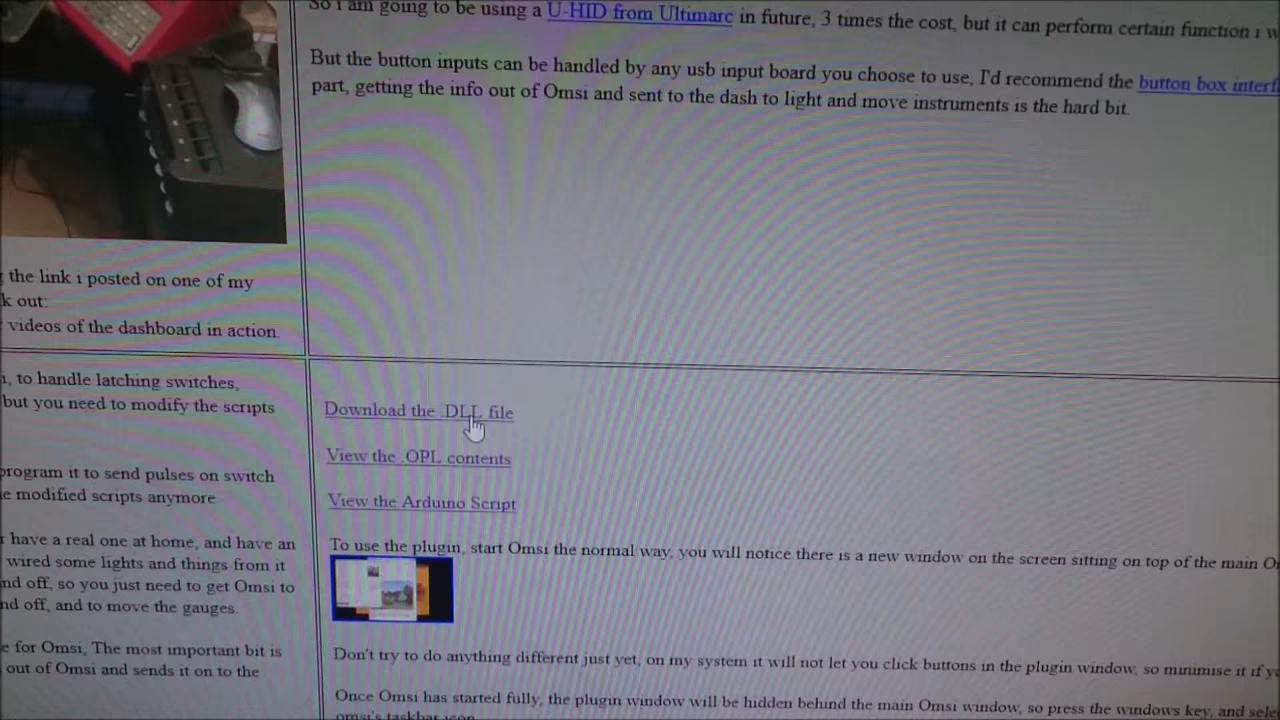 So i am going to be using a U-HID from Ultimarc in future, 3 times the cost, but it can perform certain function i
But the button inputs can be handled by any usb input board you choose to use, I'd recommend the button box
part, getting the info out of Omsi and sent to the dash to light and move instruments is the hard bit.
the link i posted on one of my
k out:
videos of the dashboard in action.
, to handle latching switches,
but you need to modify the scripts
program it to send pulses on switch
e modified scripts anymore
r have a real one at home, and have an
wired some lights and things from it
nd off, so you just need to get Omsi to
nd off, and to move the gauges.
e for Omsi, The most important bit is
out of Omsi and sends it on to the
Download the .DLL file
View the .OPL contents
View the Arduino Script
To use the plugin, start Omsi the normal way, you will notice there is a new window on the screen sitting on top of the main
Don't try to do anything different just yet, on my system it will not let you click buttons in the plugin window, so minimise it if
Once Omsi has started fully, the plugin window will be hidden behind the main Omsi window, so press the windows key, and
omsi's taskbar icon